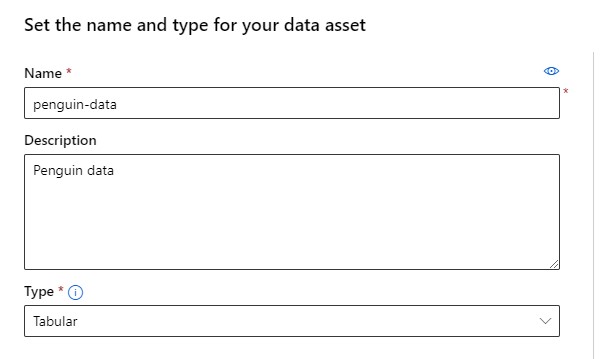 Set the name and type for your data asset
Name *
penguin-data
*
Description
Penguin data
Type *
Tabular